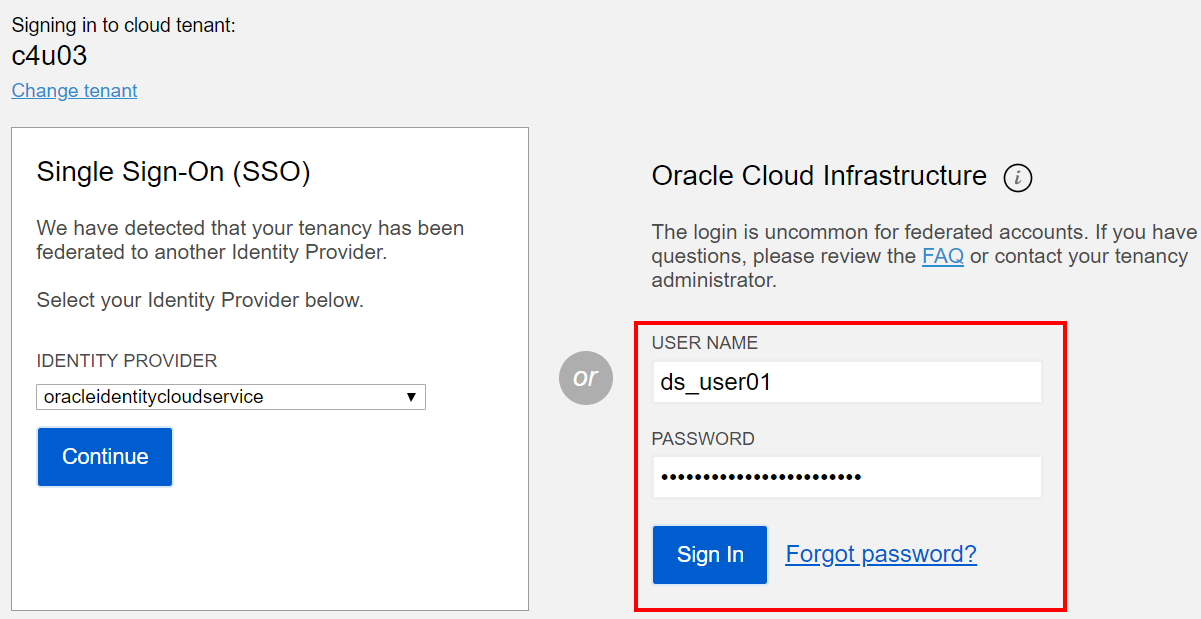 Signing in to cloud tenant:
c4u03
Change tenant
Single Sign-On (SSO)
We have detected that your tenancy has been
federated to another Identity Provider.
Select your Identity Provider below.
IDENTITY PROVIDER
oracleidentitycloudservice
Continue
or
Oracle Cloud Infrastructure i
The login is uncommon for federated accounts. If you have
questions, please review the FAQ or contact your tenancy
administrator.
USER NAME
ds_user01
PASSWORD
••••••••••••••••••••••••
Sign In Forgot password?